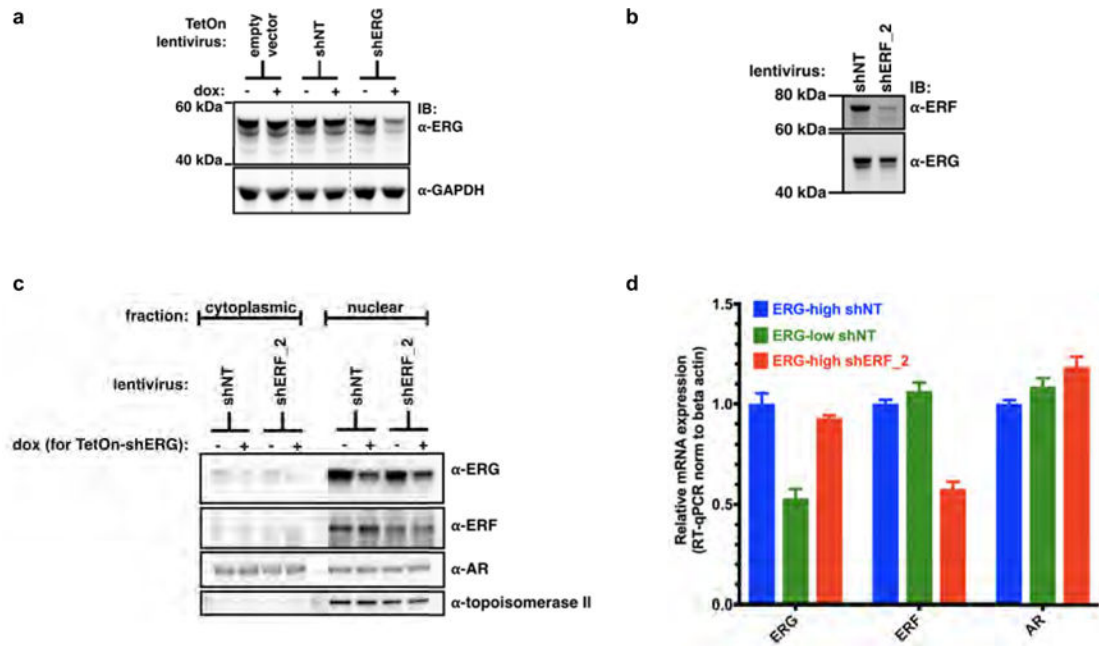 a
TetOn
lentivirus:
empty
vector
shNT
shERG
dox: - + - + - +
60 kDa
IB:
α-ERG
40 kDa
α-GAPDH
b
lentivirus:
shNT
shERF_2
80 kDa
IB:
α-ERF
60 kDa
α-ERG
40 kDa
c
fraction:
cytoplasmic
nuclear
lentivirus:
shNT
shERF_2
shNT
shERF_2
dox (for TetOn-shERG): - + - + - + - +
α-ERG
α-ERF
α-AR
α-topoisomerase II
d
Relative mRNA expression
(RT-qPCR norm to beta actin)
1.5
1.0
0.5
0.0
ERG-high shNT
ERG-low shNT
ERG-high shERF_2
ERG
ERF
AR